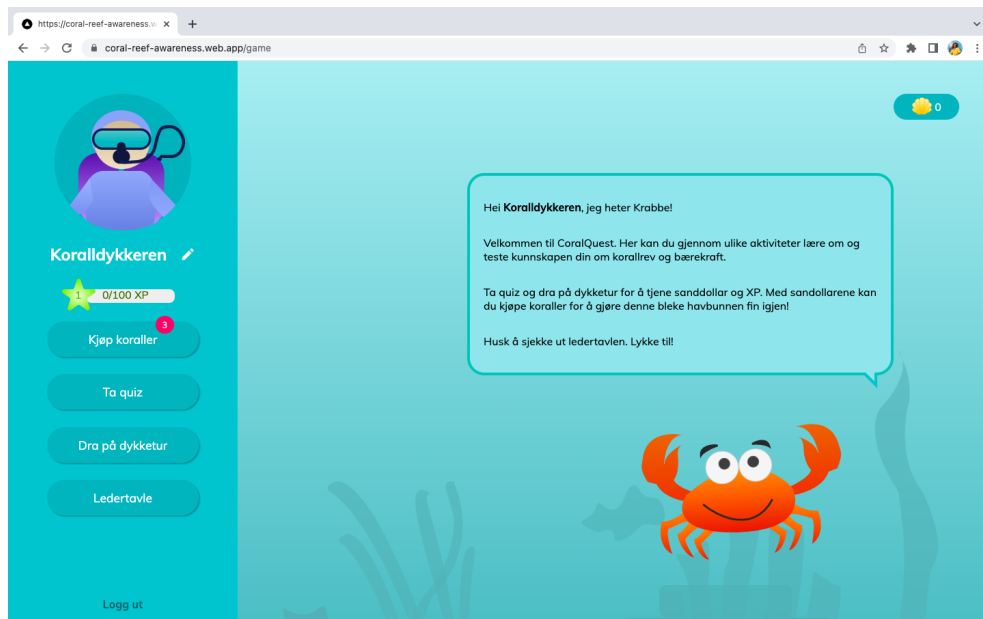 https://coral-reef-awareness.w
coral-reef-awareness.web.app/game
0
Hei Koralldykkeren, jeg heter Krabbe!
Velkommen til CoralQuest. Her kan du gjennom ulike aktiviteter lære om og
teste kunnskapen din om korallrev og bærekraft.
Ta quiz og dra på dykketur for å tjene sanddollar og XP. Med sandollarene kan
du kjøpe koraller for å gjøre denne bleke havbunnen fin igjen!
Husk å sjekke ut ledertavlen. Lykke til!
Koralldykkeren
1
0/100 XP
3
Kjøp koraller
Ta quiz
Dra på dykketur
Ledertavle
Logg ut